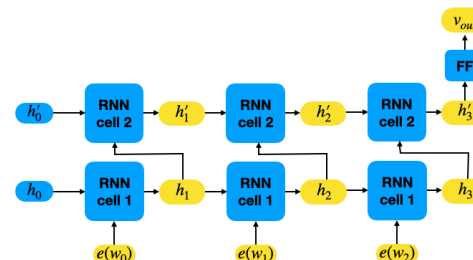 v_ou
FF
h'_0
RNN cell 2
h'_1
RNN cell 2
h'_2
RNN cell 2
h'_3
h_0
RNN cell 1
h_1
RNN cell 1
h_2
RNN cell 1
h_3
e(w_0)
e(w_1)
e(w_2)